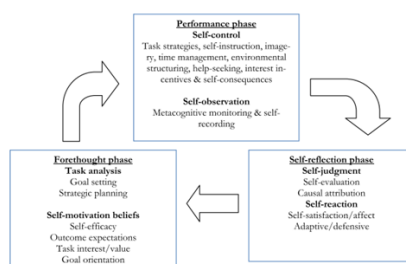 Performance phase
Self-control
Task strategies, self-instruction, image-
ry, time management, environmental
structuring, help-seeking, interest in-
centives & self-consequences
Self-observation
Metacognitive monitoring & self-
recording
Forethought phase
Task analysis
Goal setting
Strategic planning
Self-motivation beliefs
Self-efficacy
Outcome expectations
Task interest/value
Goal orientation
Self-reflection phase
Self-judgment
Self-evaluation
Causal attribution
Self-reaction
Self-satisfaction/affect
Adaptive/defensive